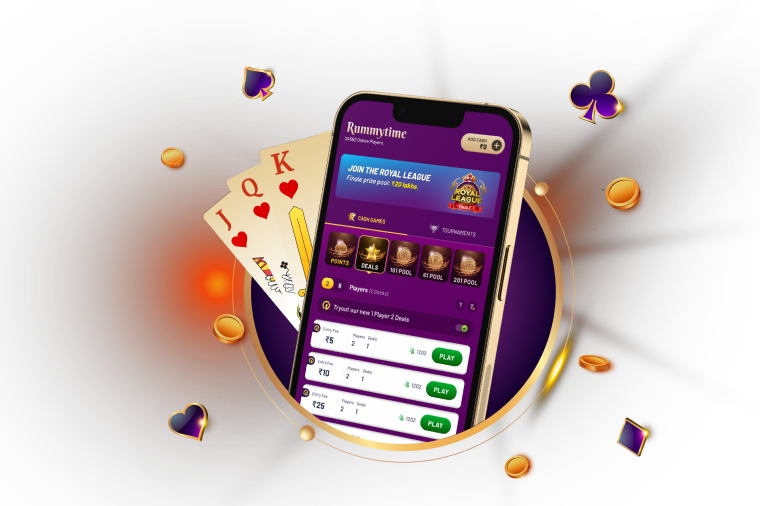 J
Q
K
Rummytime
24582 Online Players
ADD CASH
₹0
JOIN THE ROYAL LEAGUE
Finale prize pool: ₹20 lakhs.
ROYAL
LEAGUE
FINALE
CASH GAMES
TOURNAMENTS
POINTS
DEALS
101 POOL
61 POOL
201 POOL
2
6
Players (2 Decks)
?
Tryout our new 1 Player 2 Deals
Entry Fee
Players
Deals
₹5
2
1
1202
PLAY
Entry Fee
Players
Deals
₹10
2
1
1202
PLAY
Entry Fee
Players
Deals
₹25
2
1
1202
PLAY